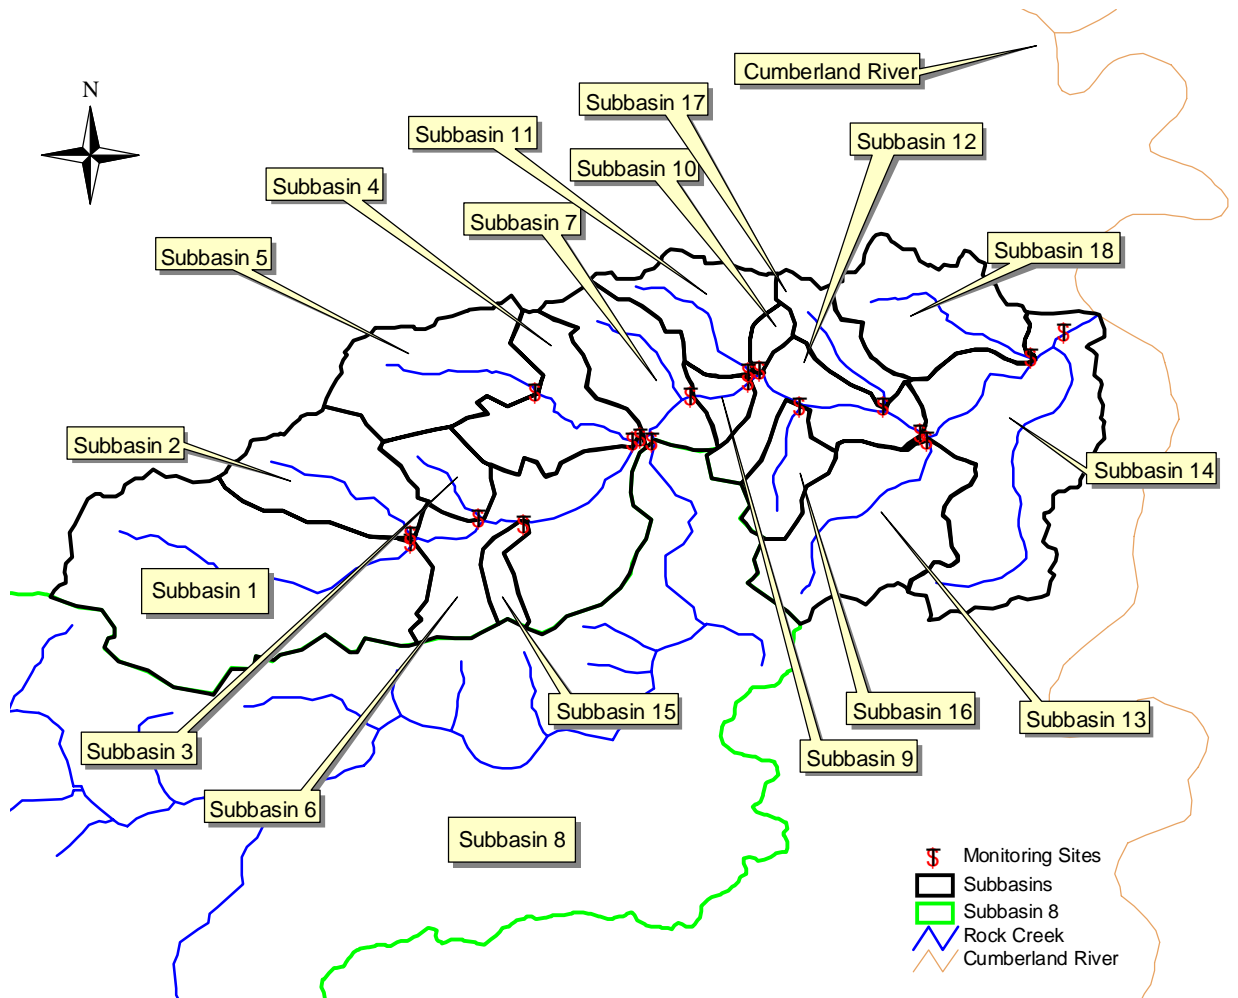 Cumberland River
N
Subbasin 17
Subbasin 11
Subbasin 12
Subbasin 10
Subbasin 4
Subbasin 7
Subbasin 5
Subbasin 18
Subbasin 2
Subbasin 14
Subbasin 1
Subbasin 15
Subbasin 16
Subbasin 13
Subbasin 3
Subbasin 9
Subbasin 6
Subbasin 8
Monitoring Sites
Subbasins
Subbasin 8
Rock Creek
Cumberland River